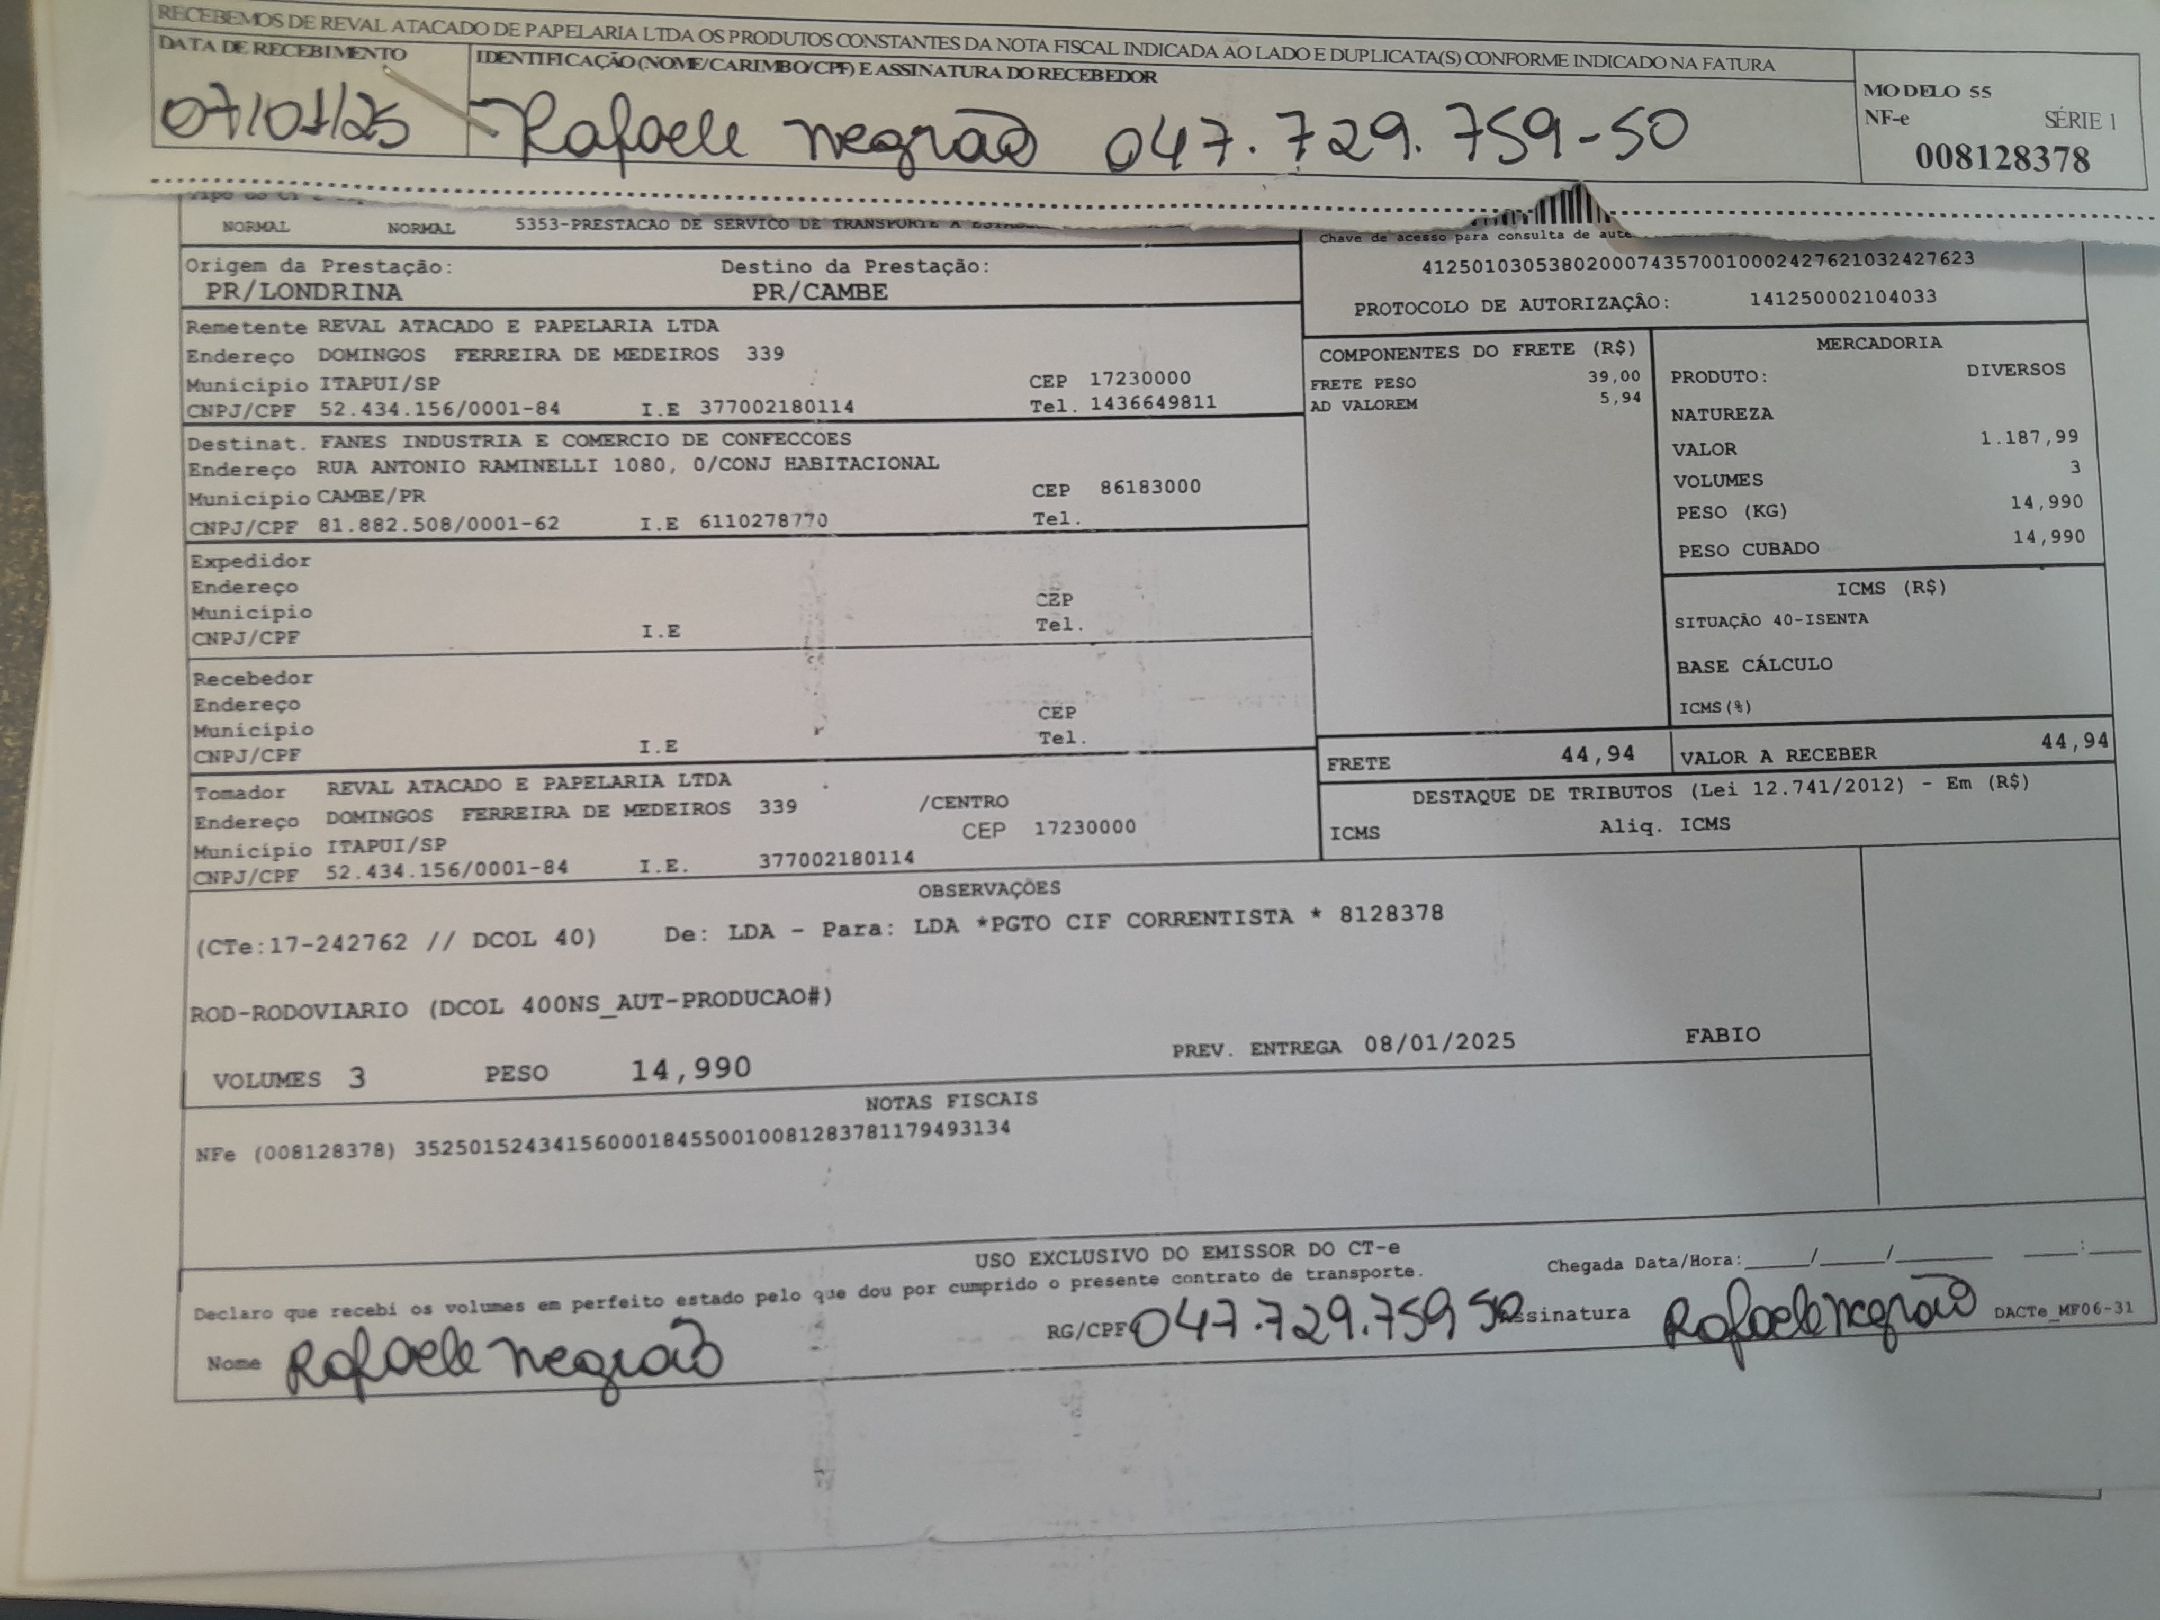 RECEBEMOS DE REVAL ATACADO DE PAPELARIA LTDA OS PRODUTOS CONSTANTES DA NOTA FISCAL INDICADA AO LADO E DUPLICATA(S) CONFORME INDICADO NA FATURA
DATA DE RECEBIMENTO IDENTIFICAÇÃO (NOME/CARIMBO/CPF) E ASSINATURA DO RECEBEDOR
07/01/25 Rafaele Negrão 047.729.759-50
MODELO 55
NF-e SÉRIE 1
008128378
NORMAL NORMAL 5353-PRESTACAO DE SERVICO DE TRANSPORTE A
Chave de acesso para consulta de
41250103053802000743570010002427621032427623
Origem da Prestação: Destino da Prestação:
PR/LONDRINA PR/CAMBE
PROTOCOLO DE AUTORIZAÇÃO: 141250002104033
Remetente REVAL ATACADO E PAPELARIA LTDA
Endereço DOMINGOS FERREIRA DE MEDEIROS 339
Município ITAPUI/SP CEP 17230000
CNPJ/CPF 52.434.156/0001-84 I.E 377002180114 Tel. 1436649811
Destinat. FANES INDUSTRIA E COMERCIO DE CONFECCOES
Endereço RUA ANTONIO RAMINELLI 1080, 0/CONJ HABITACIONAL
Município CAMBE/PR CEP 86183000
CNPJ/CPF 81.882.508/0001-62 I.E 6110278770 Tel.
Expedidor
Endereço
Município CEP
CNPJ/CPF I.E Tel.
Recebedor
Endereço
Município CEP
CNPJ/CPF I.E Tel.
Tomador REVAL ATACADO E PAPELARIA LTDA
Endereço DOMINGOS FERREIRA DE MEDEIROS 339 /CENTRO
Município ITAPUI/SP CEP 17230000
CNPJ/CPF 52.434.156/0001-84 I.E. 377002180114
COMPONENTES DO FRETE (R$)
FRETE PESO 39,00
AD VALOREM 5,94
MERCADORIA
PRODUTO: DIVERSOS
NATUREZA
VALOR 1.187,99
VOLUMES 3
PESO (KG) 14,990
PESO CUBADO 14,990
ICMS (R$)
SITUAÇÃO 40-ISENTA
BASE CÁLCULO
ICMS(%)
FRETE 44,94 VALOR A RECEBER 44,94
DESTAQUE DE TRIBUTOS (Lei 12.741/2012) - Em (R$)
ICMS Aliq. ICMS
OBSERVAÇÕES
(CTe:17-242762 // DCOL 40) De: LDA - Para: LDA *PGTO CIF CORRENTISTA * 8128378
ROD-RODOVIARIO (DCOL 400NS_AUT-PRODUCAO#)
VOLUMES 3 PESO 14,990 PREV. ENTREGA 08/01/2025 FABIO
NOTAS FISCAIS
NFe (008128378) 35250152434156000184550010081283781179493134
USO EXCLUSIVO DO EMISSOR DO CT-e
Declaro que recebi os volumes em perfeito estado pelo que dou por cumprido o presente contrato de transporte. Chegada Data/Hora:____/____/______ ____:____
Nome Rafaele Negrão RG/CPF 047.729.759 50 Assinatura Rafaele Negrão DACTe_MF06-31